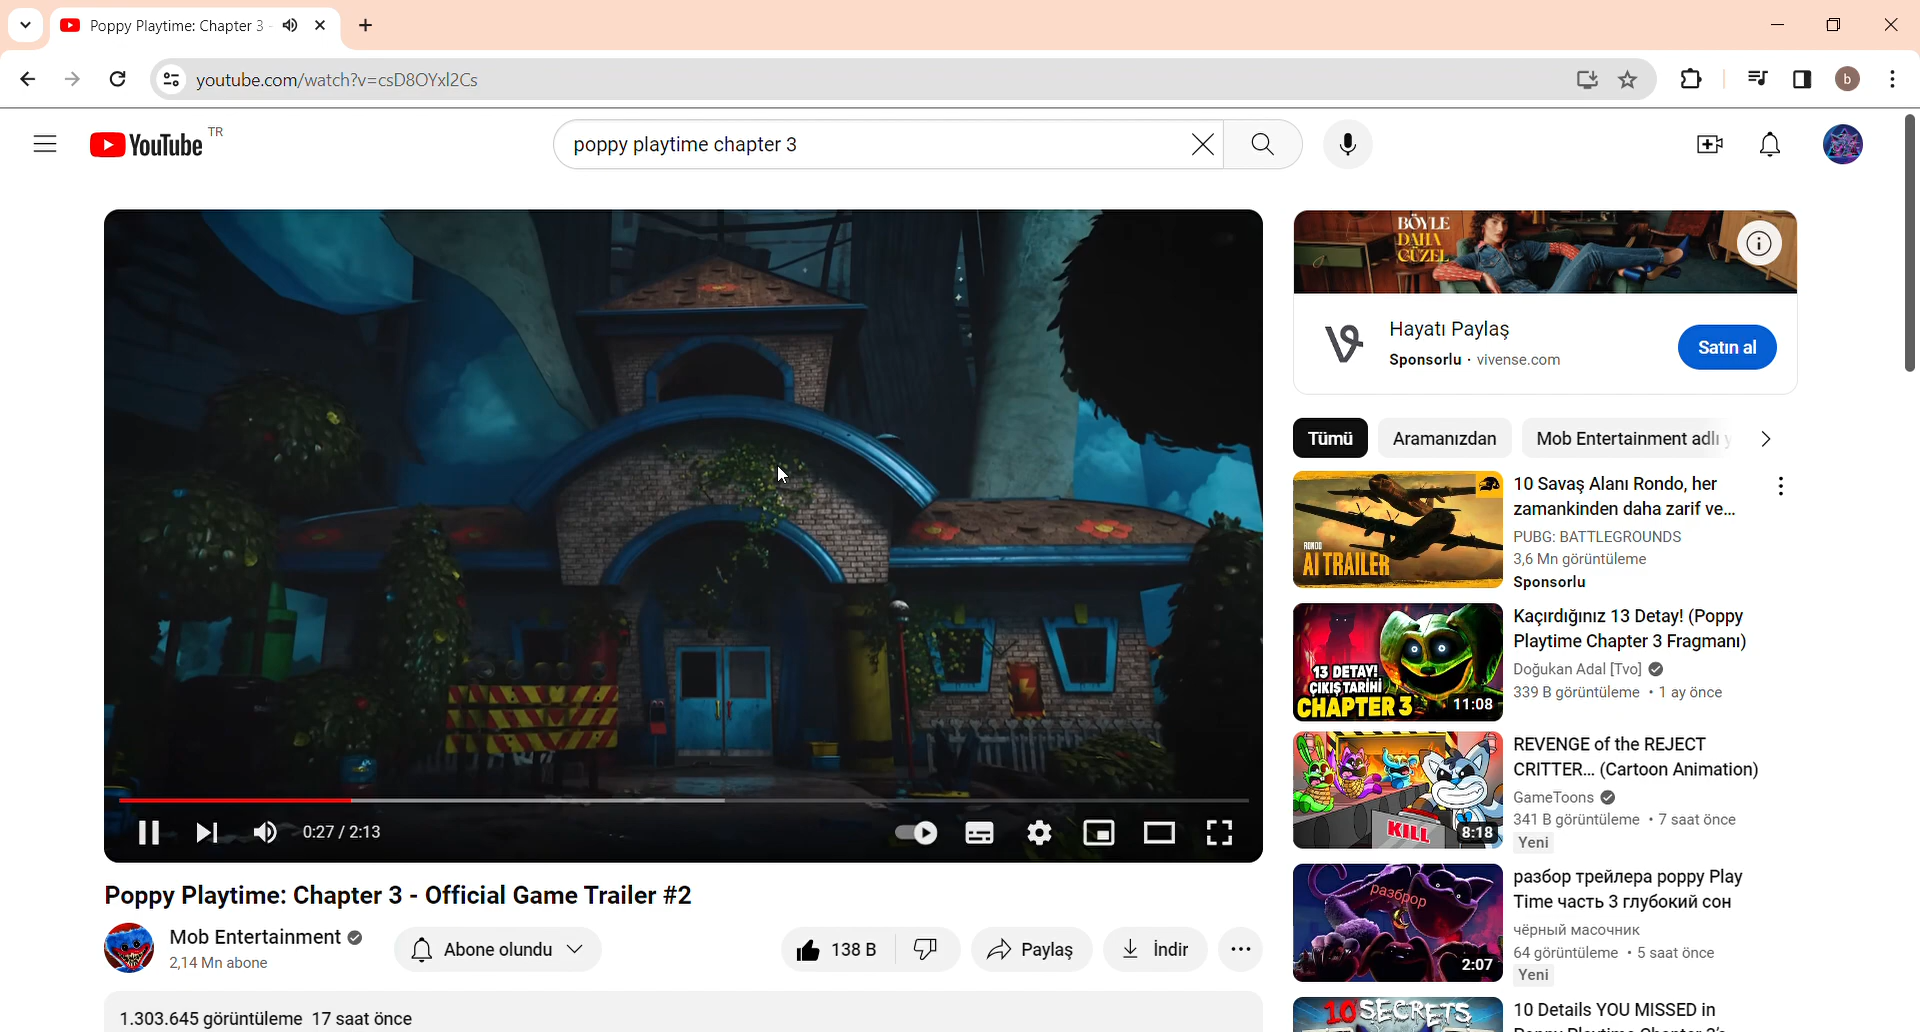 Poppy Playtime: Chapter 3 -
youtube.com/watch?v=csD8OYxl2Cs
b
YouTube TR
poppy playtime chapter 3
BÖYLE
DAHA
GÜZEL
Hayatı Paylaş
Sponsorlu · vivense.com
Satın al
Tümü
Aramanızdan
Mob Entertainment adlı y
RONDO
AI TRAILER
10 Savaş Alanı Rondo, her
zamankinden daha zarif ve...
PUBG: BATTLEGROUNDS
3,6 Mn görüntüleme
Sponsorlu
13 DETAY!
ÇIKIŞ TARİHİ
CHAPTER 3
11:08
Kaçırdığınız 13 Detay! (Poppy
Playtime Chapter 3 Fragmanı)
Doğukan Adal [Tvo]
339 B görüntüleme • 1 ay önce
KILL
8:18
REVENGE of the REJECT
CRITTER... (Cartoon Animation)
GameToons
341 B görüntüleme • 7 saat önce
Yeni
разброр
2:07
разбор трейлера poppy Play
Time часть 3 глубокий сон
чёрный масочник
64 görüntüleme • 5 saat önce
Yeni
10 SECRETS
10 Details YOU MISSED in
Poppy Playtime Chapter 3's
0:27 / 2:13
Poppy Playtime: Chapter 3 - Official Game Trailer #2
Mob Entertainment
2,14 Mn abone
Abone olundu
138 B
Paylaş
İndir
1.303.645 görüntüleme 17 saat önce